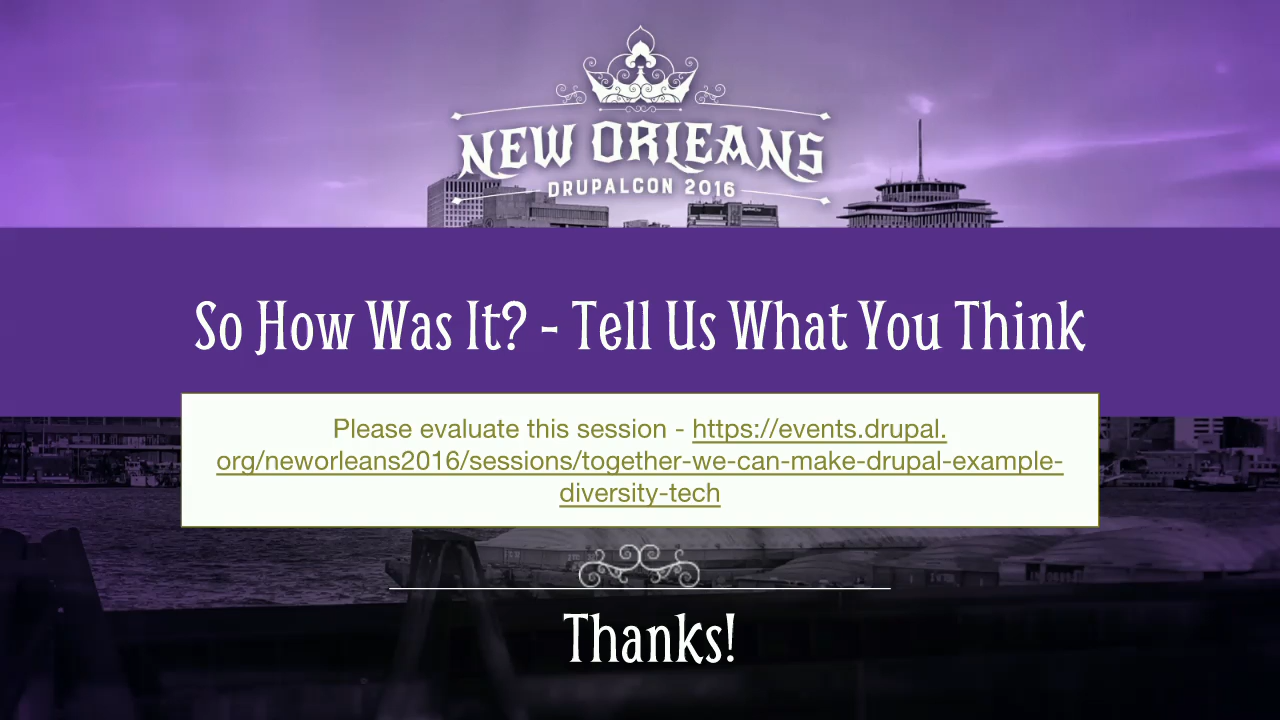 NEW ORLEANS
DRUPALCON 2016
So How Was It? - Tell Us What You Think
Please evaluate this session - https://events.drupal.
org/neworleans2016/sessions/together-we-can-make-drupal-example-
diversity-tech
Thanks!